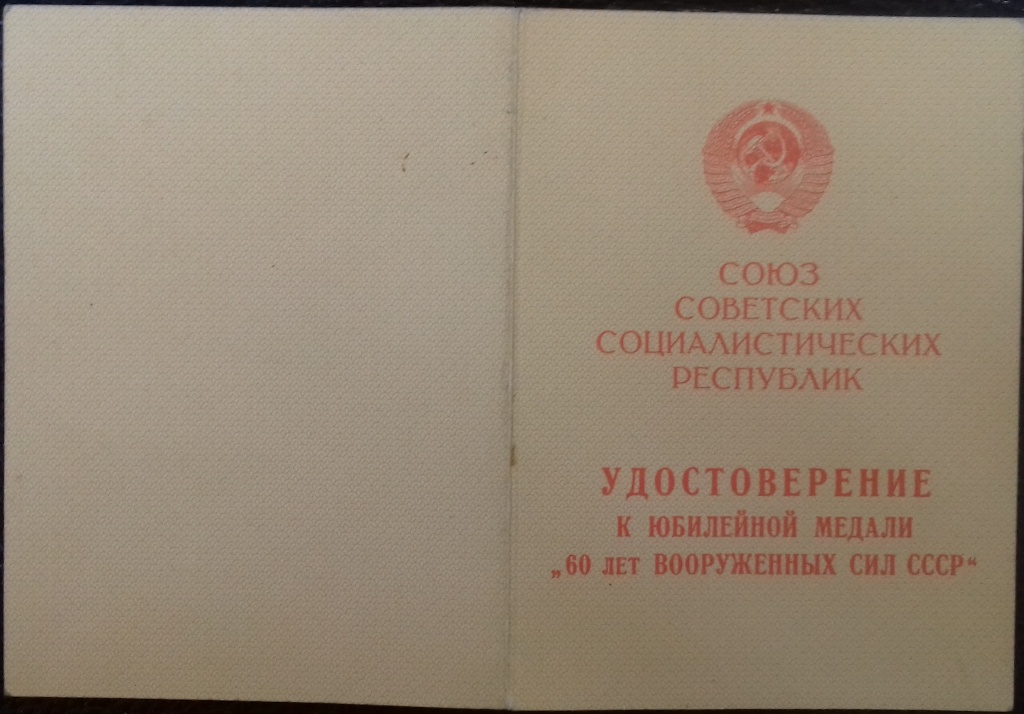 СОЮЗ
СОВЕТСКИХ
СОЦИАЛИСТИЧЕСКИХ
РЕСПУБЛИК
УДОСТОВЕРЕНИЕ
К ЮБИЛЕЙНОЙ МЕДАЛИ
„60 лет ВООРУЖЕННЫХ СИЛ СССР“